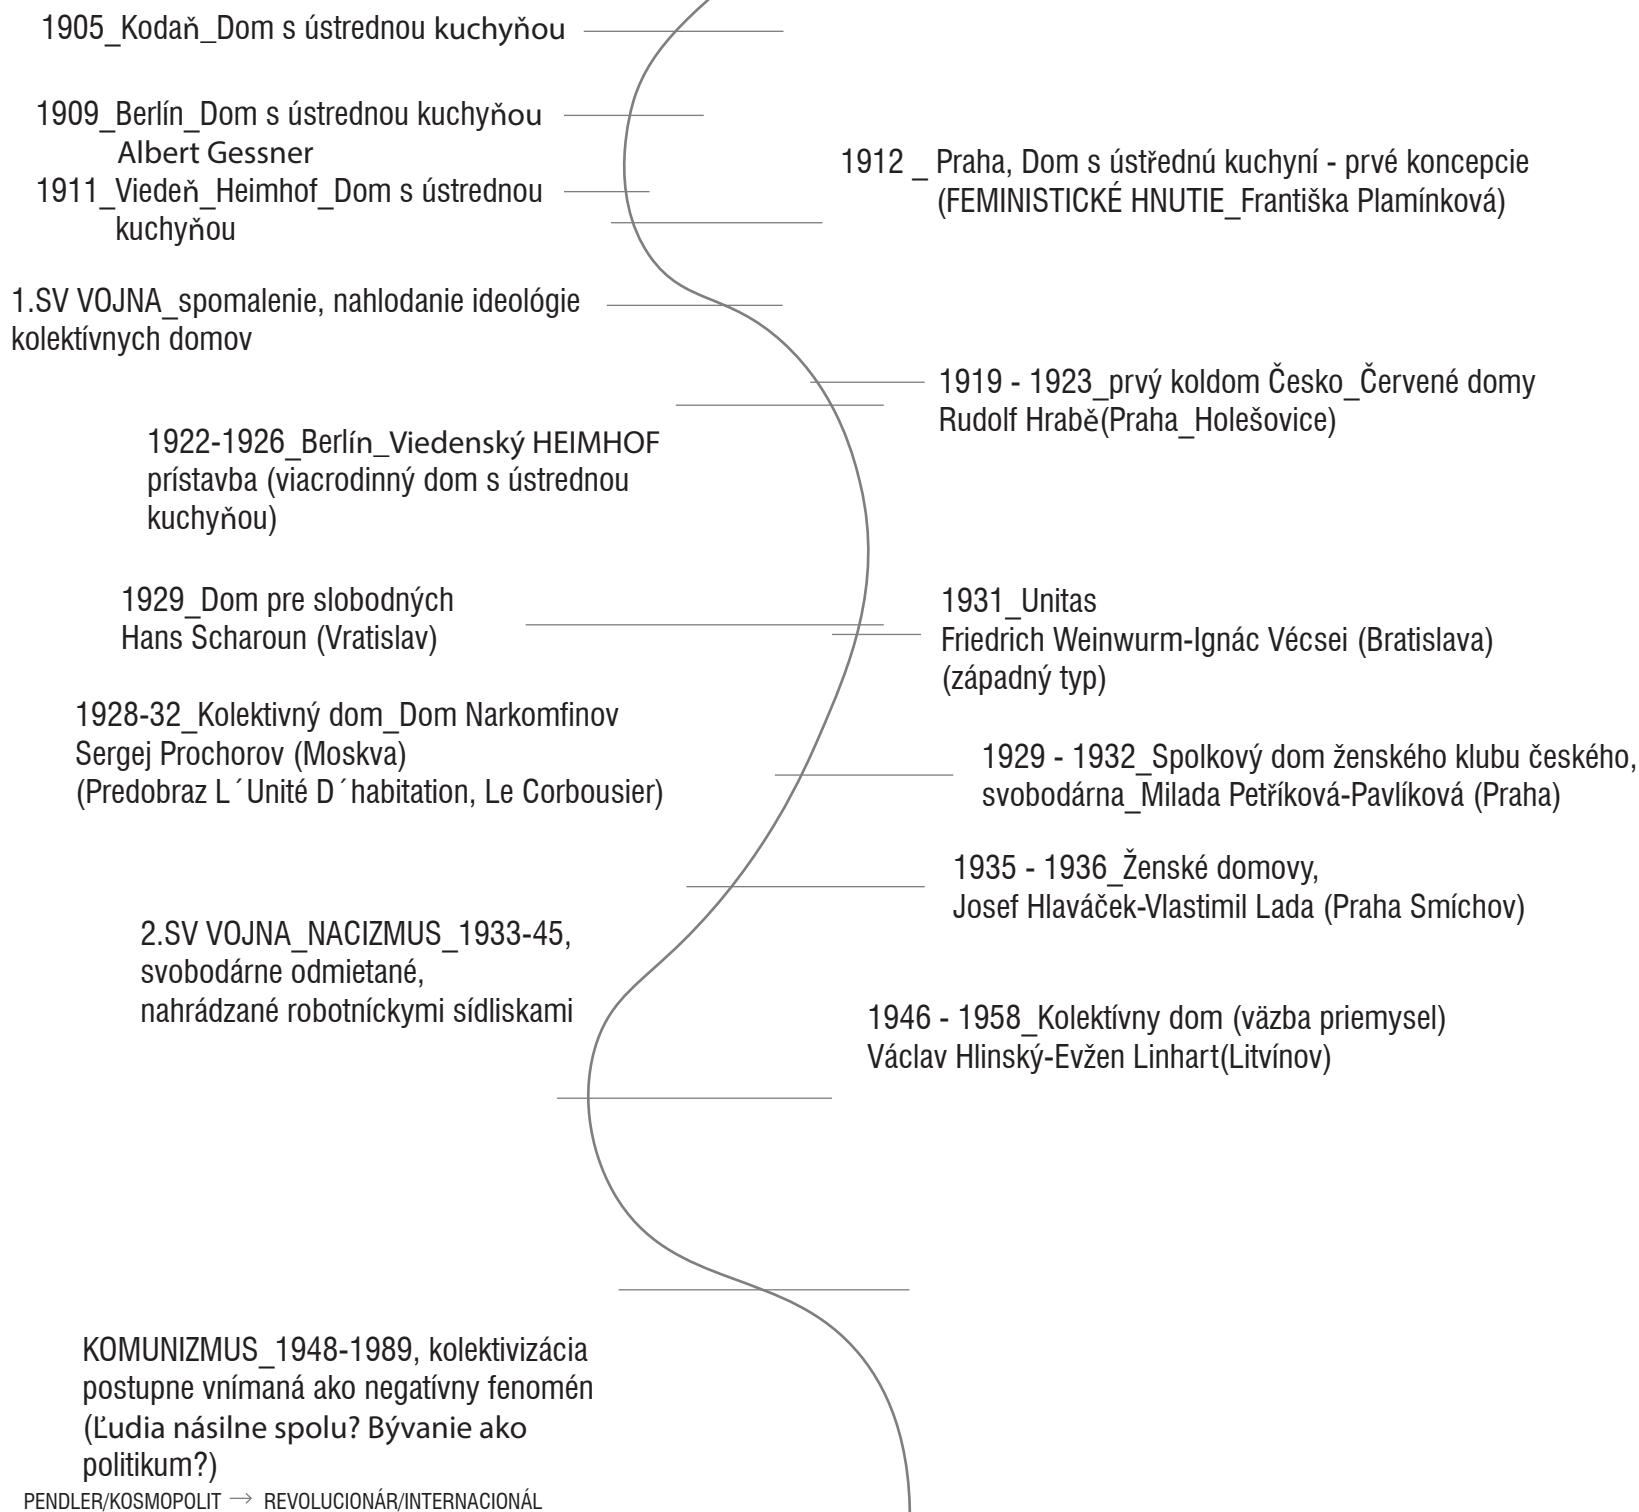 1905_Kodaň_Dom s ústrednou kuchyňou
1909_Berlín_Dom s ústrednou kuchyňou
Albert Gessner
1911_Viedeň_Heimhof_Dom s ústrednou
kuchyňou
1912 _ Praha, Dom s ústřednú kuchyní - prvé koncepcie
(FEMINISTICKÉ HNUTIE_Františka Plamínková)
1.SV VOJNA_spomalenie, nahlodanie ideológie
kolektívnych domov
1919 - 1923_prvý koldom Česko_Červené domy
Rudolf Hrabě(Praha_Holešovice)
1922-1926_Berlín_Viedenský HEIMHOF
prístavba (viacrodinný dom s ústrednou
kuchyňou)
1929_Dom pre slobodných
Hans Scharoun (Vratislav)
1931_Unitas
Friedrich Weinwurm-Ignác Vécsei (Bratislava)
(západný typ)
1928-32_Kolektivný dom_Dom Narkomfinov
Sergej Prochorov (Moskva)
(Predobraz L´Unité D´habitation, Le Corbousier)
1929 - 1932_Spolkový dom ženského klubu českého,
svobodárna_Milada Petříková-Pavlíková (Praha)
1935 - 1936_Ženské domovy,
Josef Hlaváček-Vlastimil Lada (Praha Smíchov)
2.SV VOJNA_NACIZMUS_1933-45,
svobodárne odmietané,
nahrádzané robotníckymi sídliskami
1946 - 1958_Kolektívny dom (väzba priemysel)
Václav Hlinský-Evžen Linhart(Litvínov)
KOMUNIZMUS_1948-1989, kolektivizácia
postupne vnímaná ako negatívny fenomén
(Ľudia násilne spolu? Bývanie ako
politikum?)
PENDLER/KOSMOPOLIT → REVOLUCIONÁR/INTERNACIONÁL